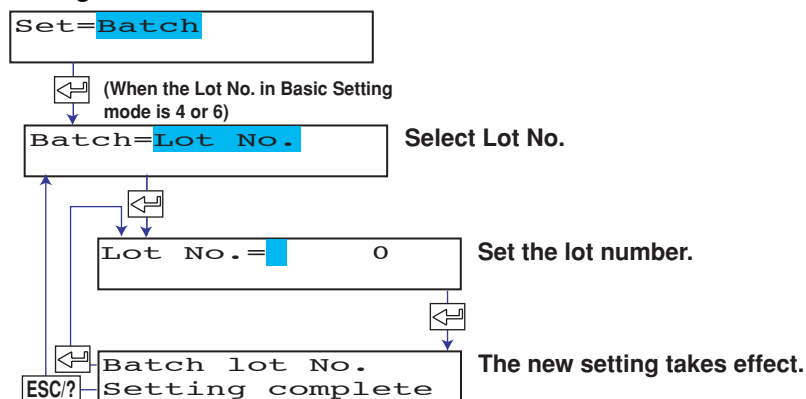 Set=Batch
(When the Lot No. in Basic Setting
mode is 4 or 6)
Batch=Lot No.
Select Lot No.
Lot No.= 0
Set the lot number.
Batch lot No.
Setting complete
The new setting takes effect.
ESC/?